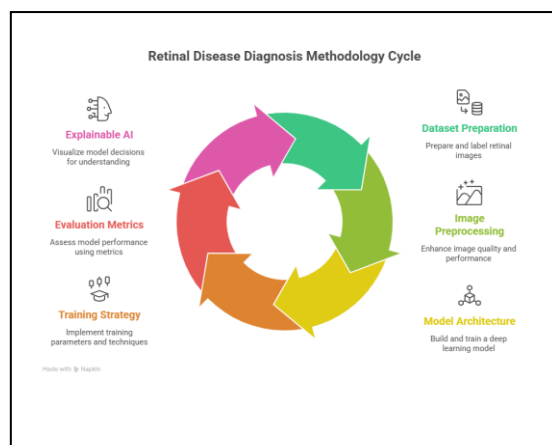 Retinal Disease Diagnosis Methodology Cycle
Explainable AI
Visualize model decisions
for understanding
Dataset Preparation
Prepare and label retinal
images
Evaluation Metrics
Assess model performance
using metrics
Image
Preprocessing
Enhance image quality and
performance
Training Strategy
Implement training
parameters and techniques
Model Architecture
Build and train a deep
learning model
Made with Napkin